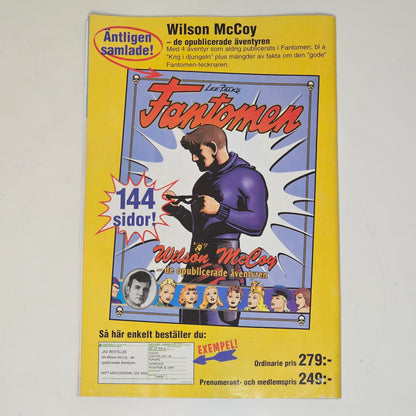 Äntligen
samlade!
Wilson McCoy
– de opublicerade äventyren
Med 4 äventyr som aldrig publicerats i Fantomen, bl a
"Krig i djungeln" plus mängder av fakta om den "gode"
Fantomen-tecknaren.
LEE FALK'S
Fantomen
144
sidor!
Wilson McCoy
– de opublicerade äventyren
Så här enkelt beställer du:
EXEMPEL!
JAG BESTÄLLER
Ordinarie pris 279:-
Prenumerant- och medlemspris 249:-